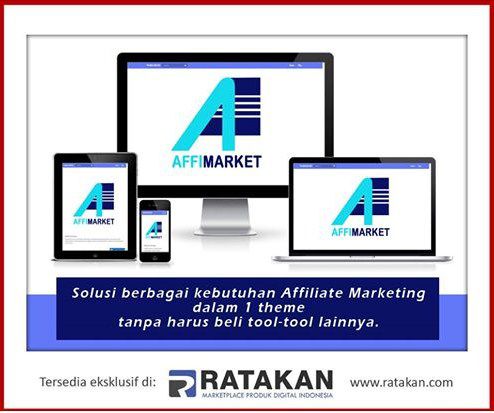 AFFIMARKET
AFFIMARKET
AFFIMARKET
AFFIMARKET
Solusi berbagai kebutuhan Affiliate Marketing
dalam 1 theme
tanpa harus beli tool-tool lainnya.
Tersedia eksklusif di:
RATAKAN
MARKETPLACE PRODUK DIGITAL INDONESIA
www.ratakan.com